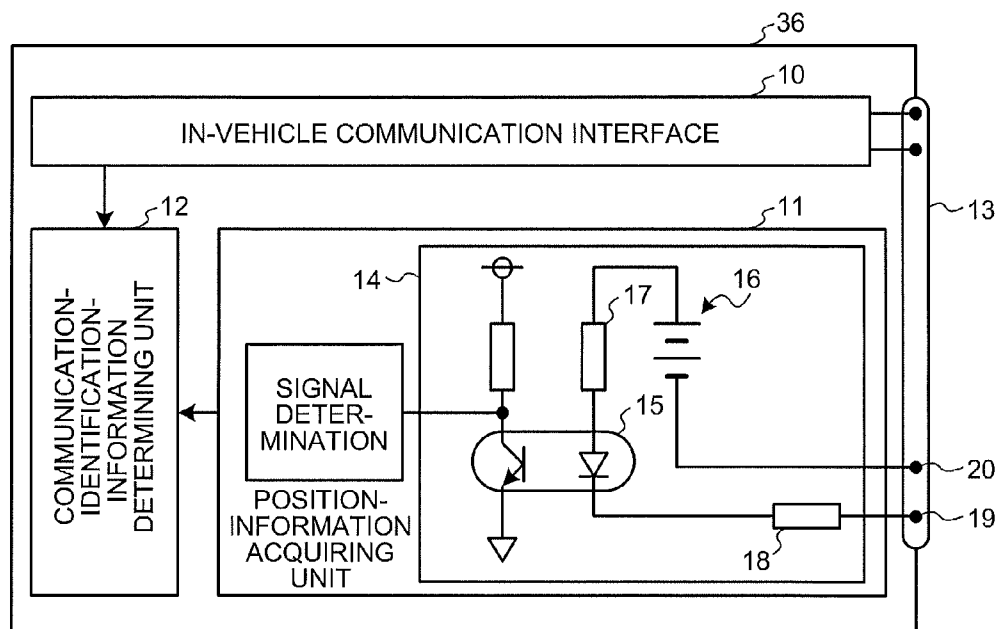 36
10
IN-VEHICLE COMMUNICATION INTERFACE
13
12
11
COMMUNICATION-
IDENTIFICATION-
INFORMATION
DETERMINING UNIT
14
17
16
SIGNAL
DETER-
MINATION
15
POSITION-
INFORMATION
ACQUIRING
UNIT
20
19
18